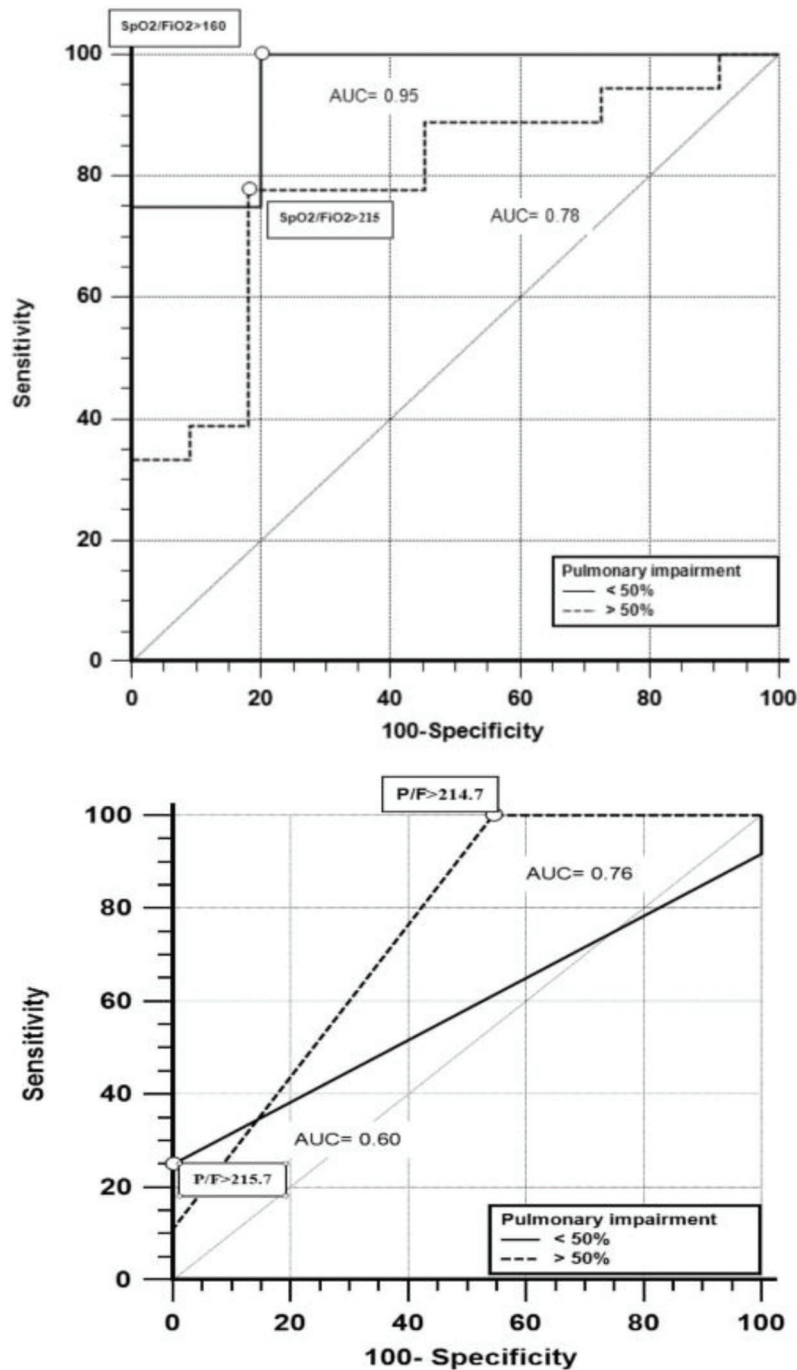 SpO2/FiO2>160
100
AUC= 0.95
80
SpO2/FiO2>215
AUC= 0.78
60
Sensitivity
40
20
Pulmonary impairment
< 50%
> 50%
0
0 20 40 60 80 100
100-Specificity
P/F>214.7
100
AUC= 0.76
80
60
Sensitivity
40
AUC= 0.60
P/F>215.7
20
Pulmonary impairment
< 50%
> 50%
0
0 20 40 60 80 100
100- Specificity